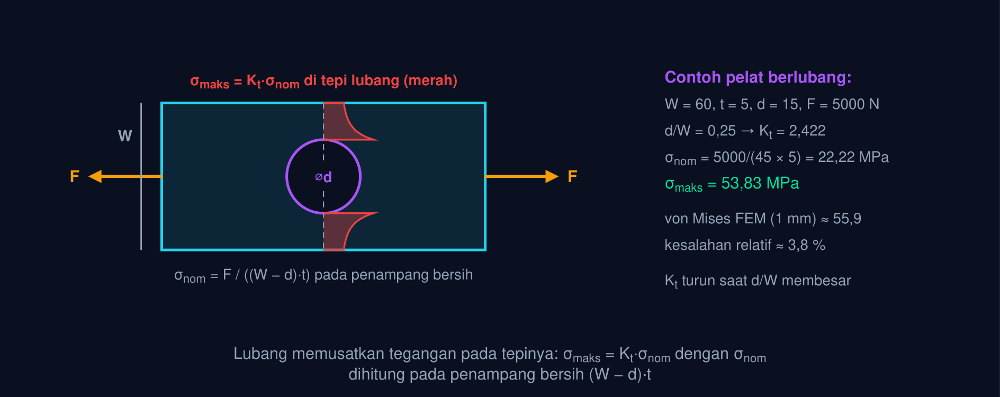 σmaks = Kt·σnom di tepi lubang (merah)
W
F
F
⌀d
σnom = F / ((W − d)·t) pada penampang bersih
Contoh pelat berlubang:
W = 60, t = 5, d = 15, F = 5000 N
d/W = 0,25 → Kt = 2,422
σnom = 5000/(45 × 5) = 22,22 MPa
σmaks = 53,83 MPa
von Mises FEM (1 mm) ≈ 55,9
kesalahan relatif ≈ 3,8 %
Kt turun saat d/W membesar
Lubang memusatkan tegangan pada tepinya: σmaks = Kt·σnom dengan σnom
dihitung pada penampang bersih (W − d)·t